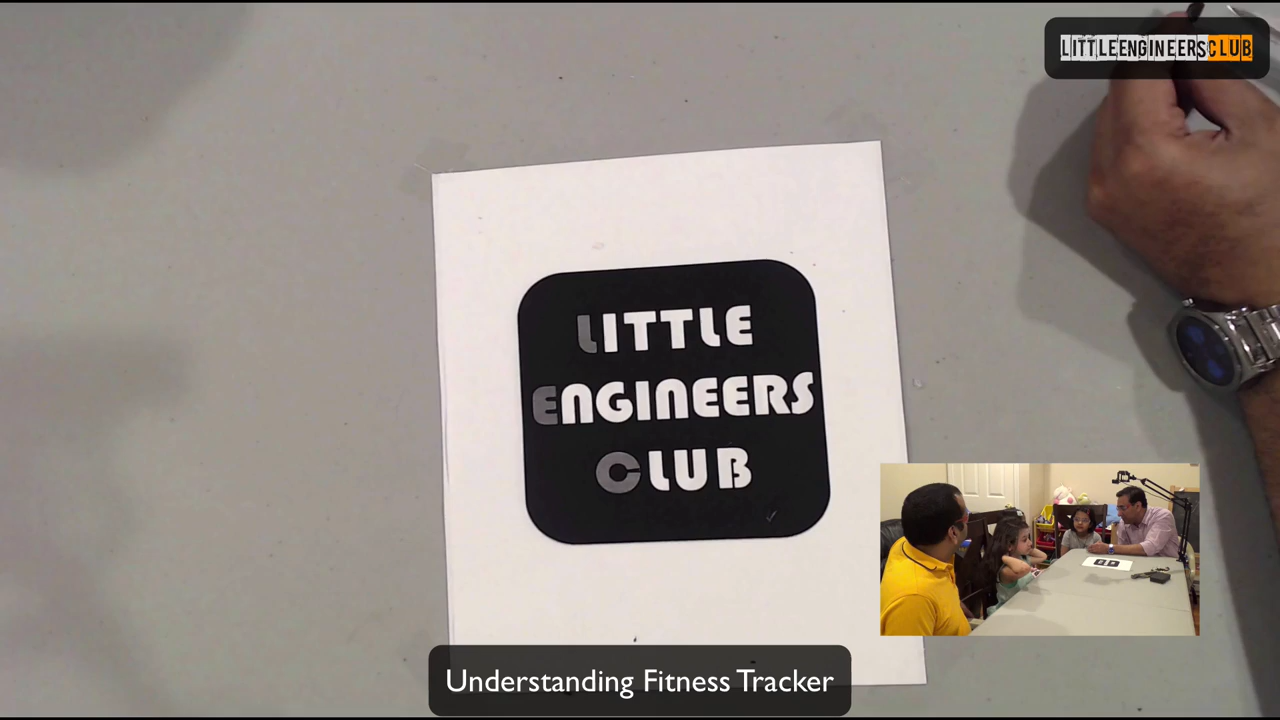 LITTLEENGINEERSCLUB
LITTLE
ENGINEERS
CLUB
Understanding Fitness Tracker